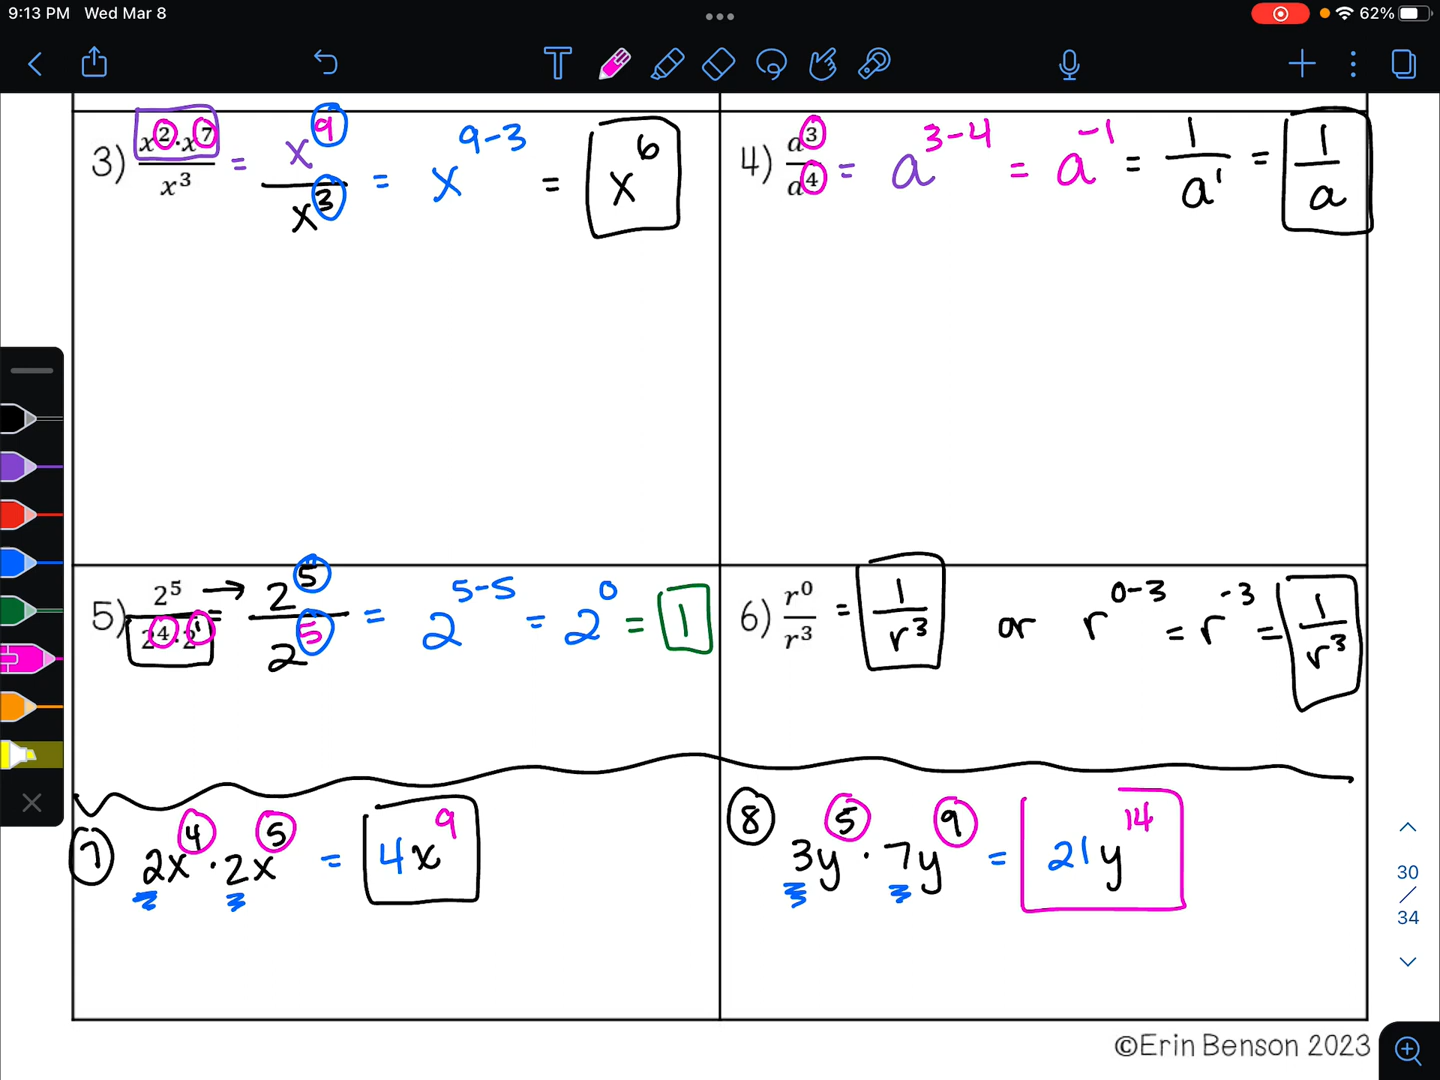 9:13 PM Wed Mar 8
62%
3) x²·x⁷/x³ = x⁹/x³ = x⁹⁻³ = x⁶
4) a³/a⁴ = a³⁻⁴ = a⁻¹ = 1/a¹ = 1/a
5) 2⁵/2⁴·2¹ = → 2⁵/2⁵ = 2⁵⁻⁵ = 2⁰ = 1
6) r⁰/r³ = 1/r³ or r⁰⁻³ = r⁻³ = 1/r³
7 2x⁴·2x⁵ = 4x⁹
8 3y⁵·7y⁹ = 21y¹⁴
30
/
34
©Erin Benson 2023